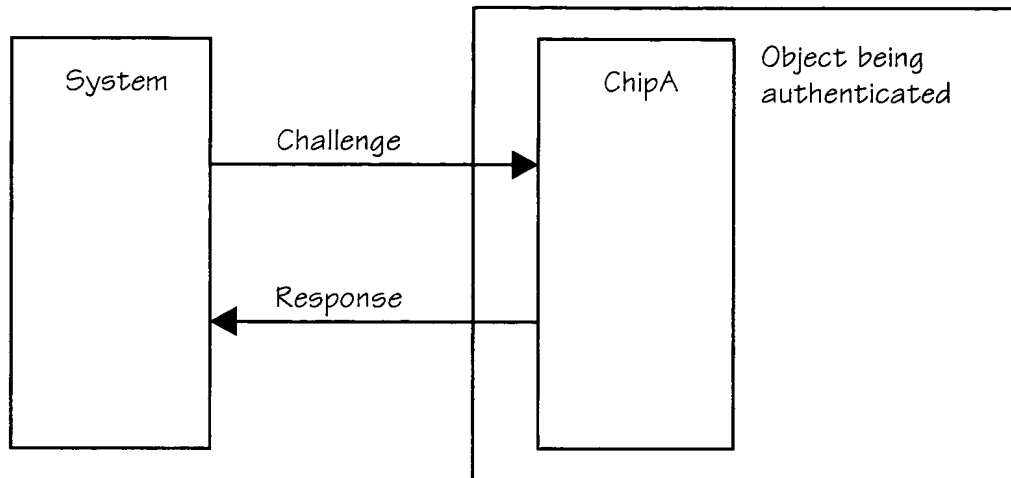 System
ChipA
Object being
authenticated
Challenge
Response